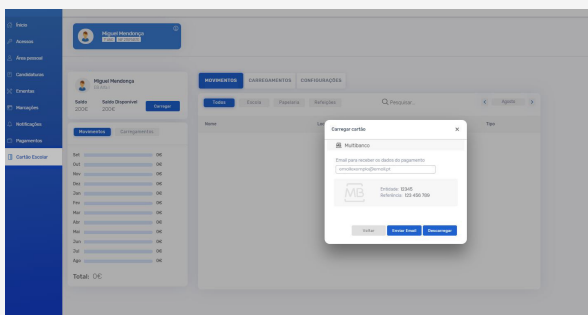 Início
Acessos
Área pessoal
Candidaturas
Ementas
Marcações
Notificações
Pagamentos
Cartão Escolar
Miguel Mendonça
Miguel Mendonça
Saldo
200€
Saldo Disponível
200€
Carregar
Movimentos
Carregamentos
Set 0€
Out 0€
Nov 0€
Dez 0€
Jan 0€
Fev 0€
Mar 0€
Abr 0€
Mai 0€
Jun 0€
Jul 0€
Ago 0€
Total: 0€
MOVIMENTOS
CARREGAMENTOS
CONFIGURAÇÕES
Todos
Escola
Papelaria
Refeições
Pesquisar...
Agosto
Nome
Tipo
Carregar cartão
Multibanco
Email para receber os dados do pagamento
emailexemplo@email.pt
MB
Entidade: 12345
Referência: 123 456 789
Voltar
Enviar Email
Descarregar